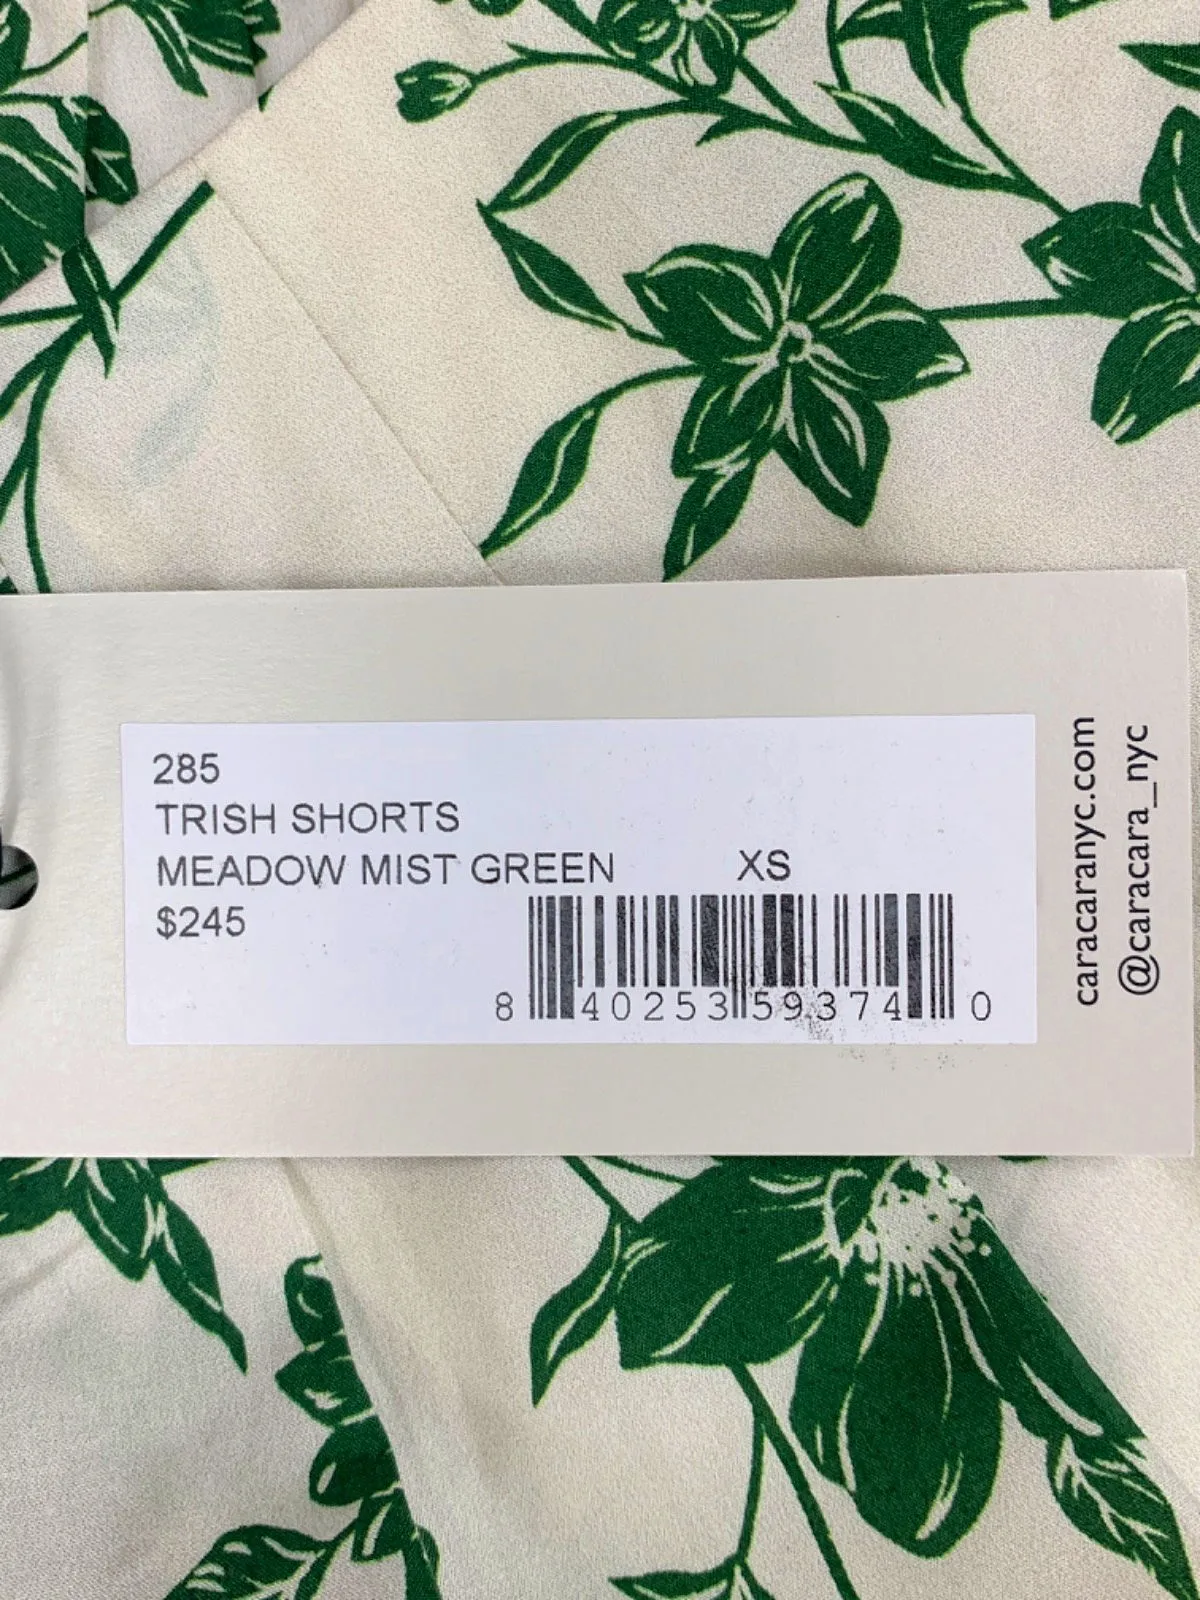 285
TRISH SHORTS
MEADOW MIST GREEN XS
$245
8 40253 59374 0
caracaranyc.com
@caracara_nyc